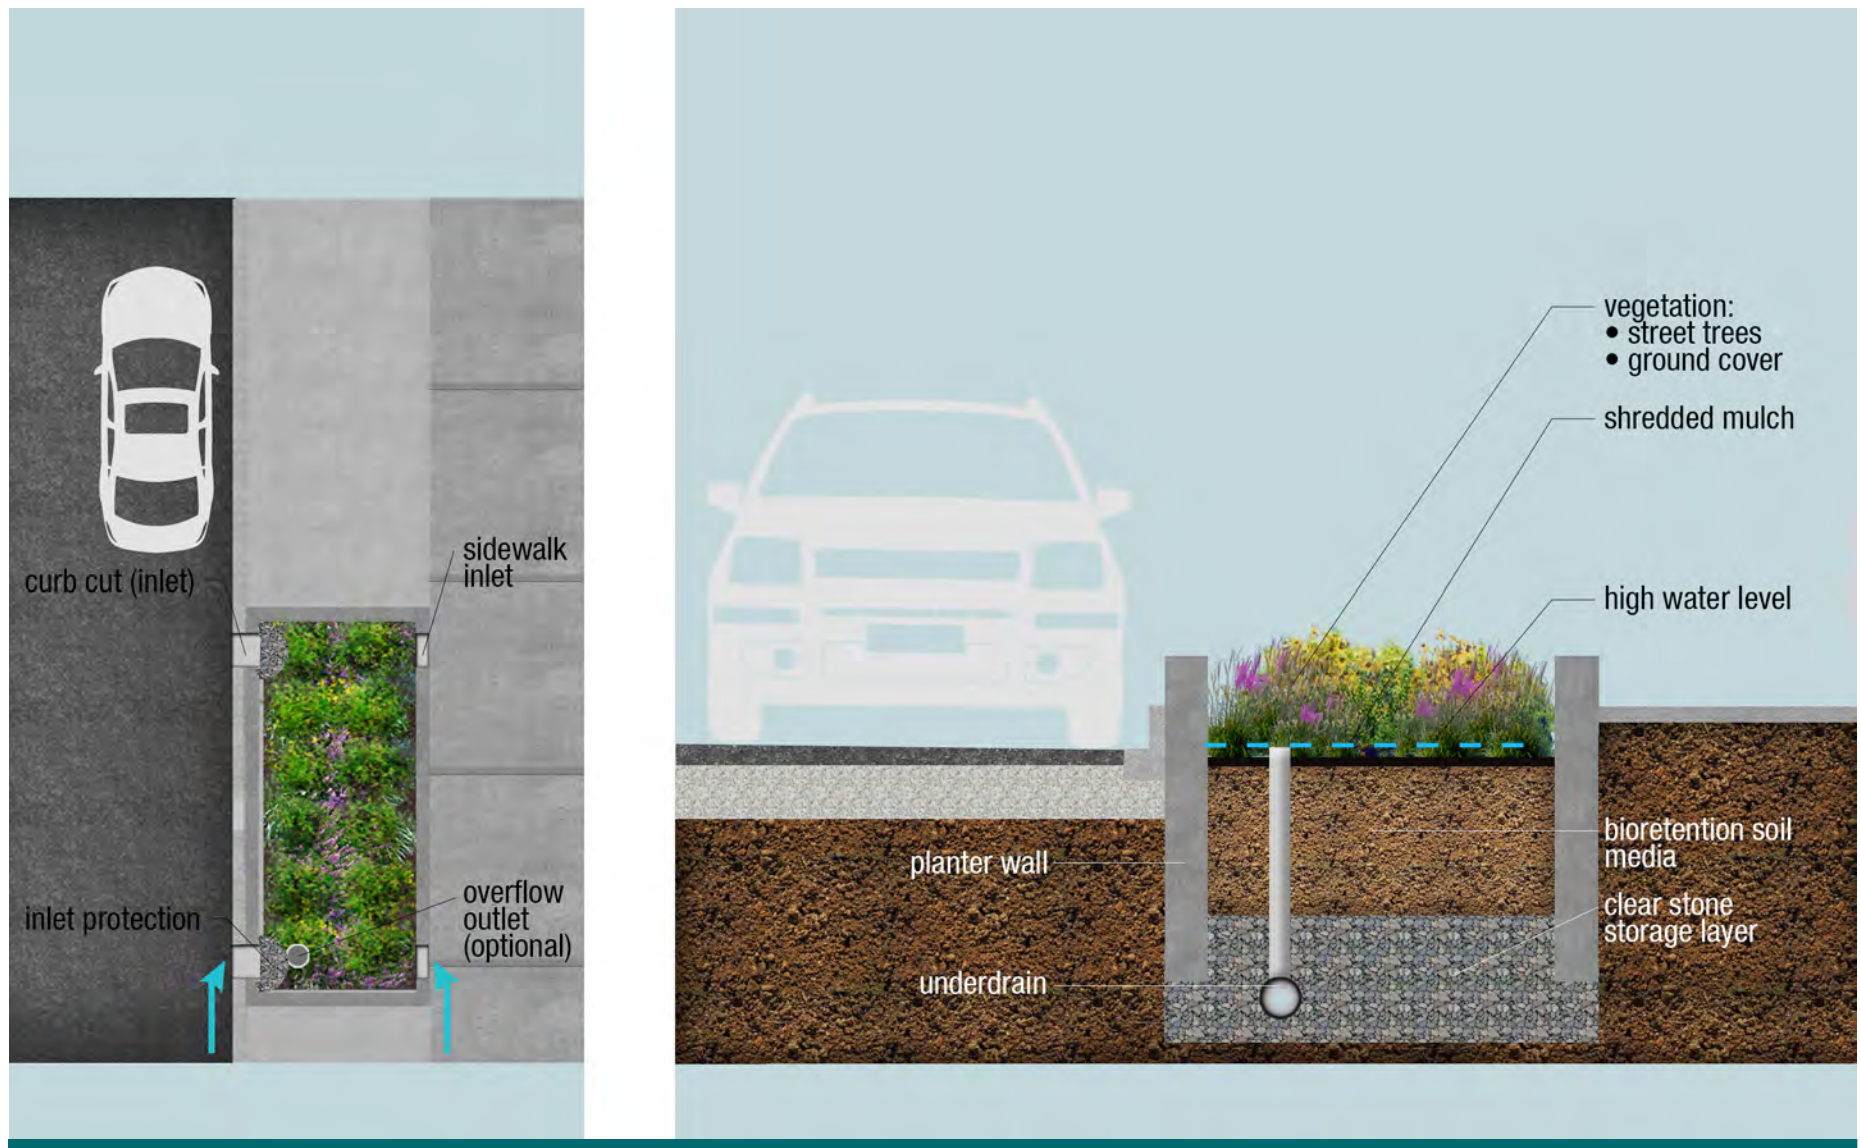 curb cut (inlet)
sidewalk
inlet
inlet protection
overflow
outlet
(optional)
vegetation:
• street trees
• ground cover
shredded mulch
high water level
planter wall
bioretention soil
media
clear stone
storage layer
underdrain